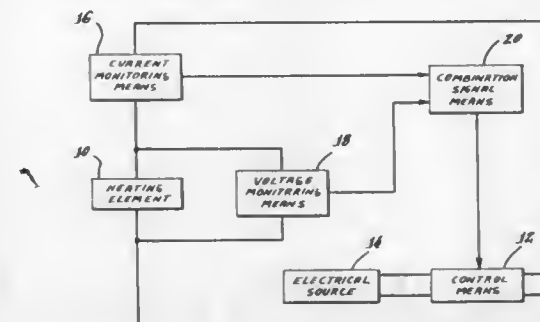 16
20
CURRENT
MONITORING
MEANS
COMBINATION
SIGNAL
MEANS
10
18
HEATING
ELEMENT
VOLTAGE
MONITORING
MEANS
14
12
ELECTRICAL
SOURCE
CONTROL
MEANS